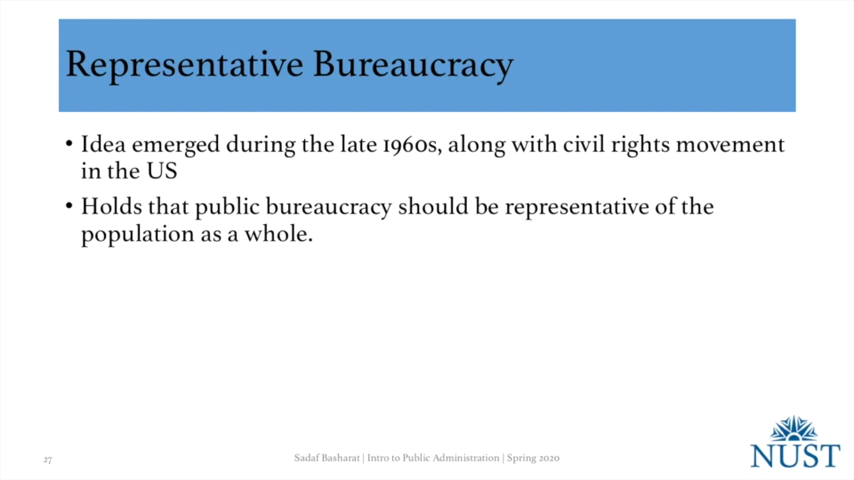 Representative Bureaucracy
• Idea emerged during the late 1960s, along with civil rights movement
in the US
• Holds that public bureaucracy should be representative of the
population as a whole.
27
Sadaf Basharat | Intro to Public Administration | Spring 2020
NUST